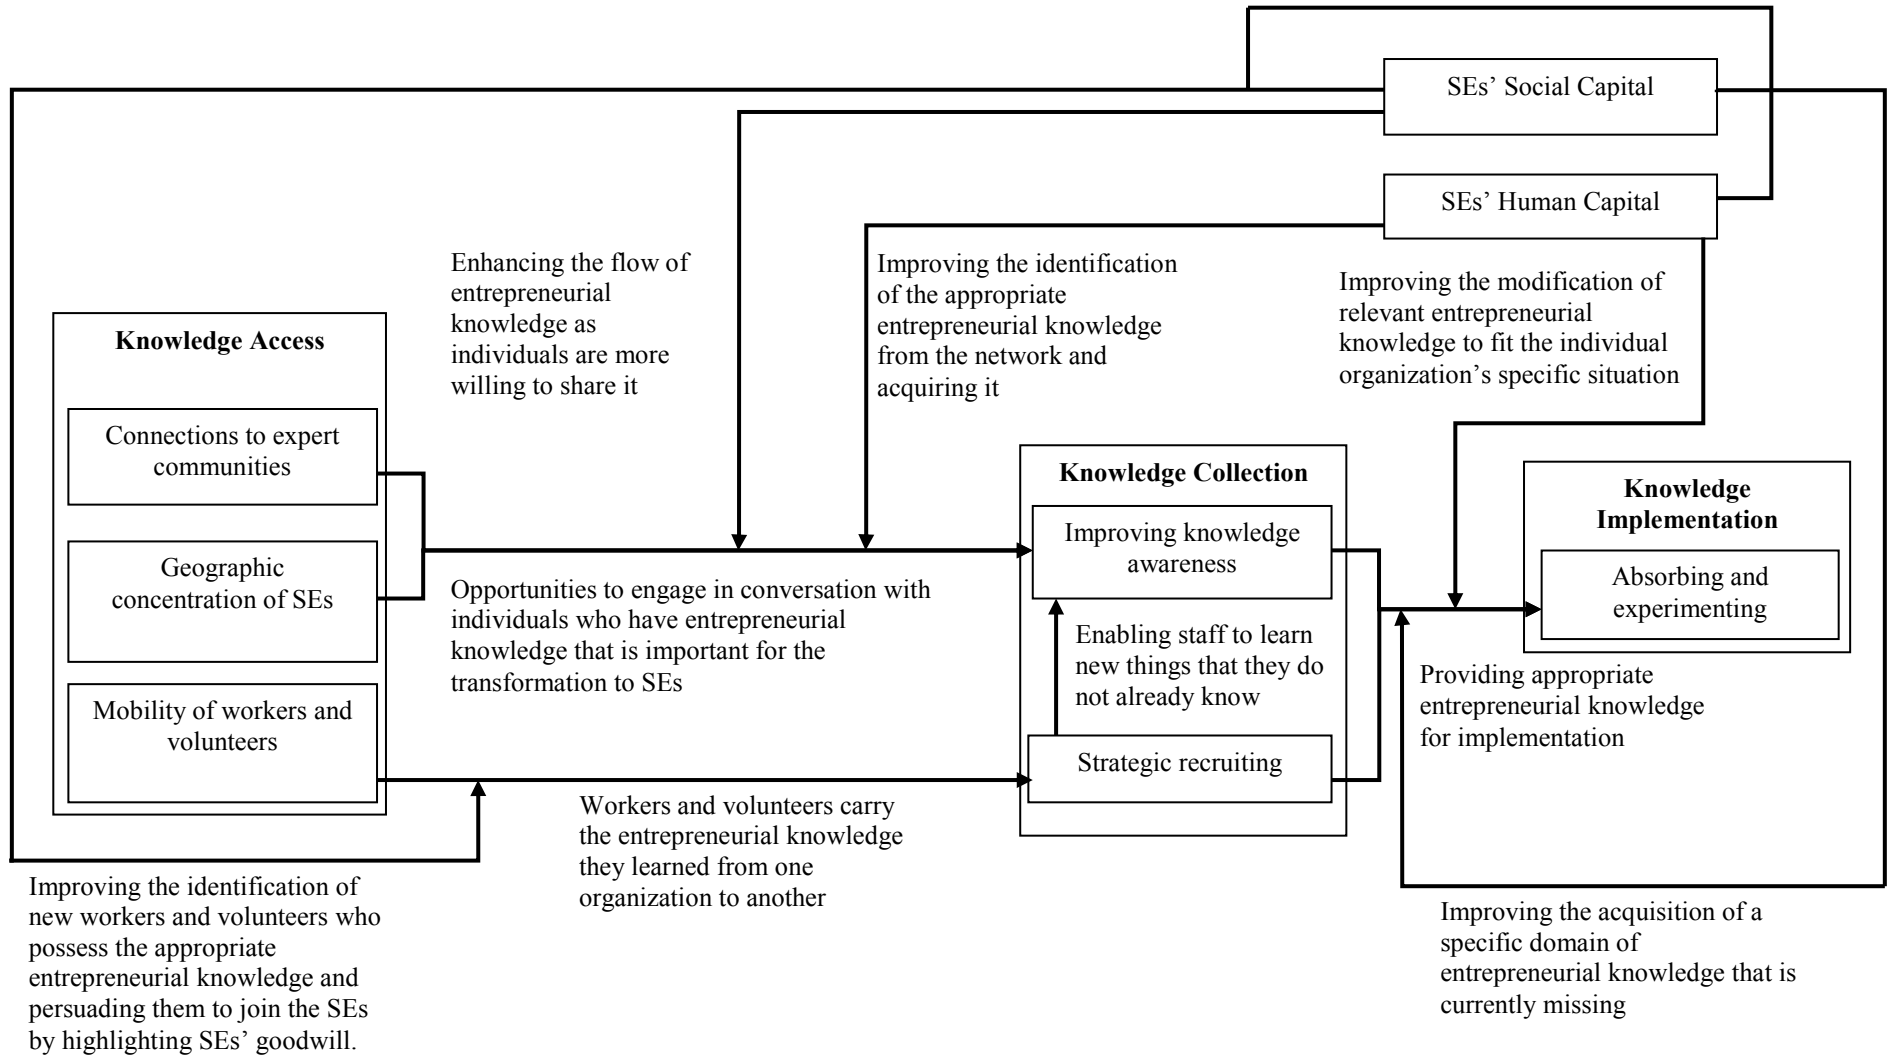 SEs' Social Capital
SEs' Human Capital
Enhancing the flow of
entrepreneurial
knowledge as
individuals are more
willing to share it
Improving the identification
of the appropriate
entrepreneurial knowledge
from the network and
acquiring it
Improving the modification of
relevant entrepreneurial
knowledge to fit the individual
organization's specific situation
Knowledge Access
Connections to expert
communities
Geographic
concentration of SEs
Mobility of workers and
volunteers
Opportunities to engage in conversation with
individuals who have entrepreneurial
knowledge that is important for the
transformation to SEs
Knowledge Collection
Improving knowledge
awareness
Enabling staff to learn
new things that they do
not already know
Strategic recruiting
Knowledge
Implementation
Absorbing and
experimenting
Providing appropriate
entrepreneurial knowledge
for implementation
Workers and volunteers carry
the entrepreneurial knowledge
they learned from one
organization to another
Improving the identification of
new workers and volunteers who
possess the appropriate
entrepreneurial knowledge and
persuading them to join the SEs
by highlighting SEs' goodwill.
Improving the acquisition of a
specific domain of
entrepreneurial knowledge that is
currently missing